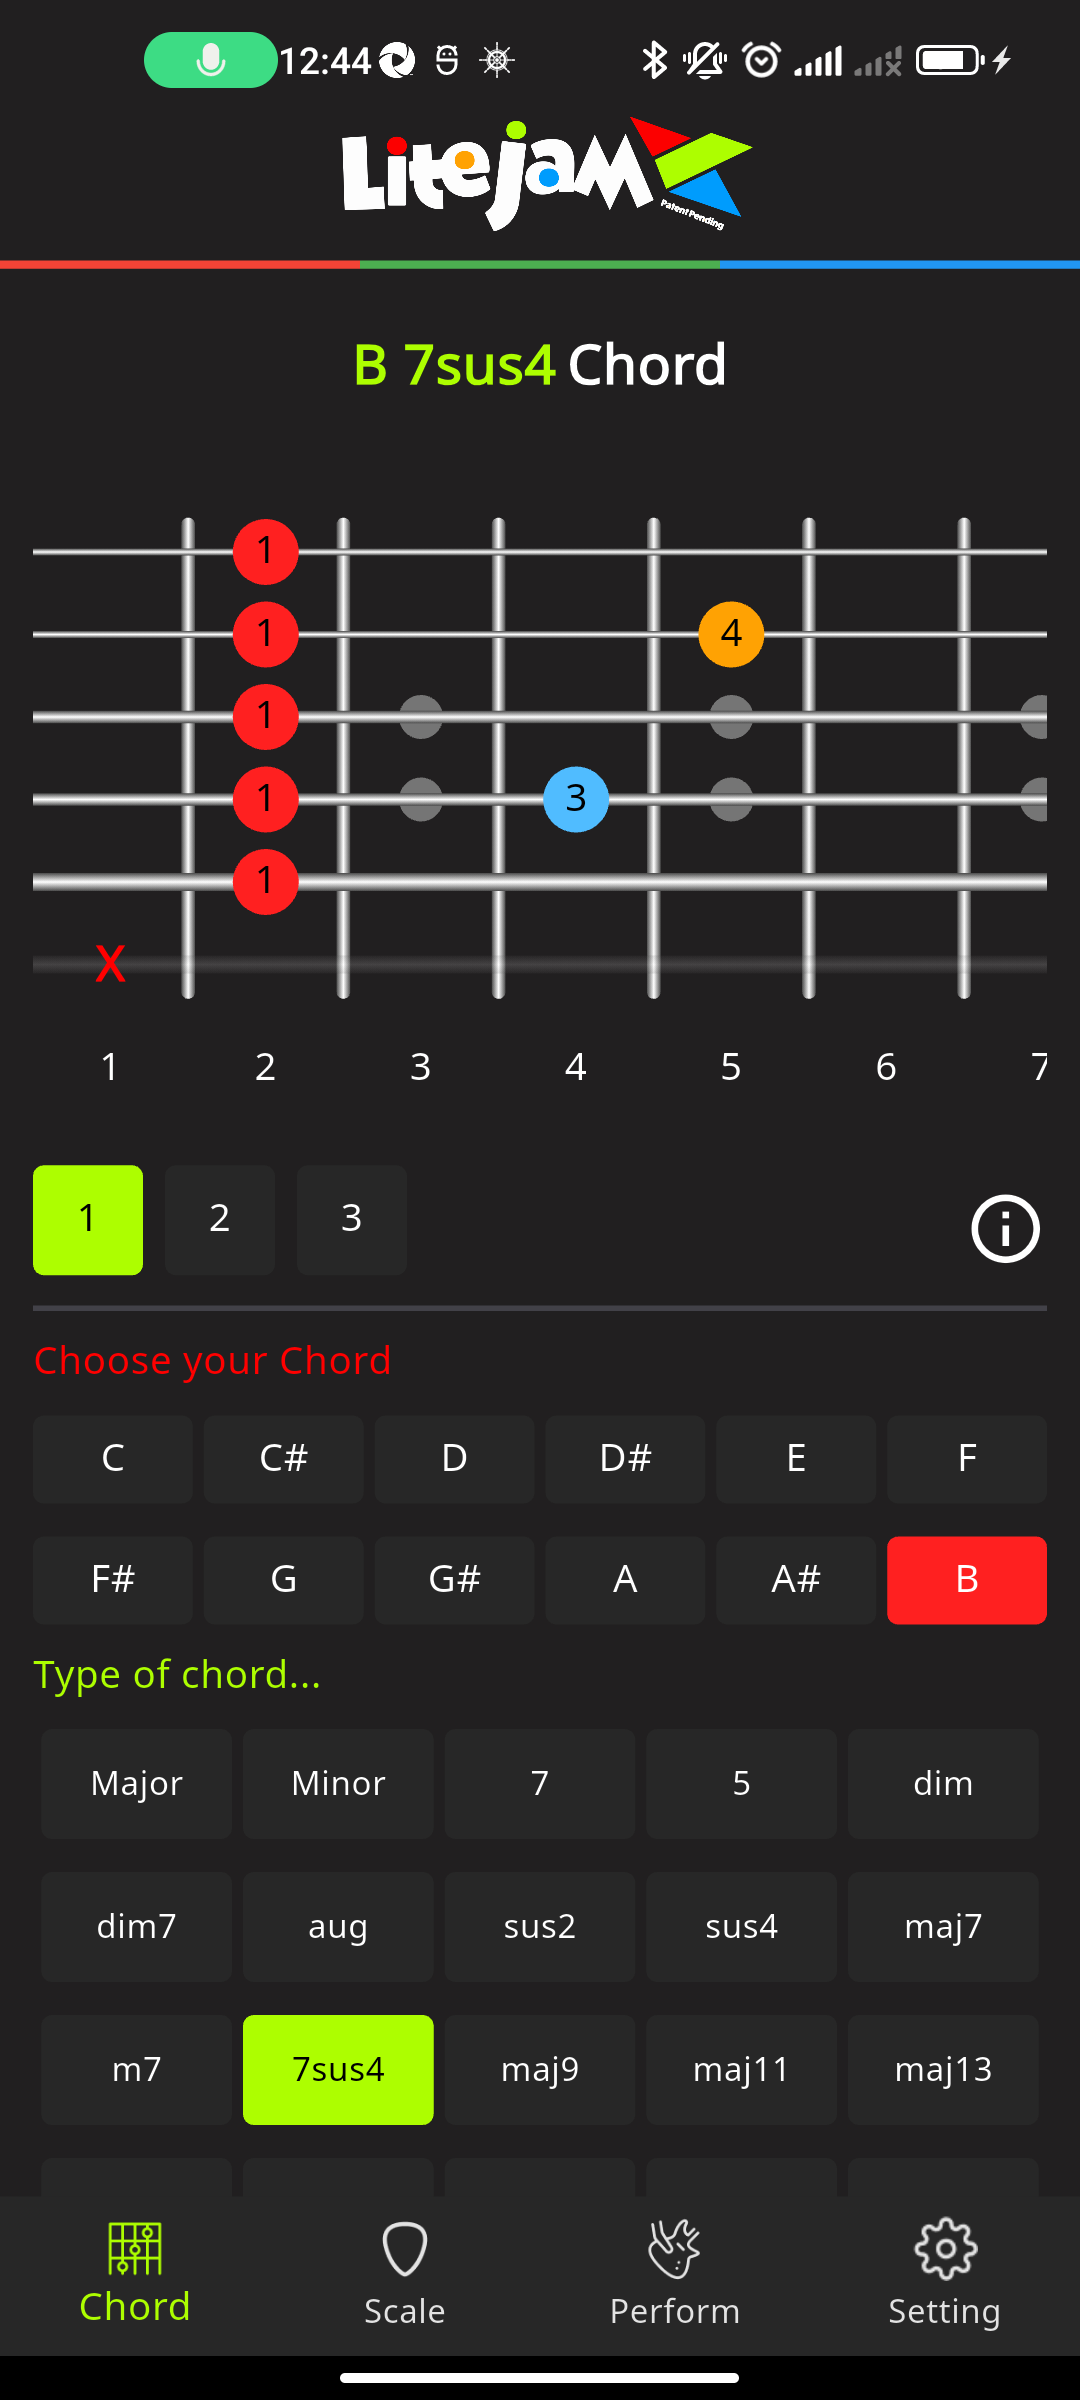 12:44
Litejam
Patent Pending
B 7sus4 Chord
1
1 4
1
1 3
1
X
1 2 3 4 5 6 7
1 2 3
Choose your Chord
C C# D D# E F
F# G G# A A# B
Type of chord...
Major Minor 7 5 dim
dim7 aug sus2 sus4 maj7
m7 7sus4 maj9 maj11 maj13
Chord Scale Perform Setting